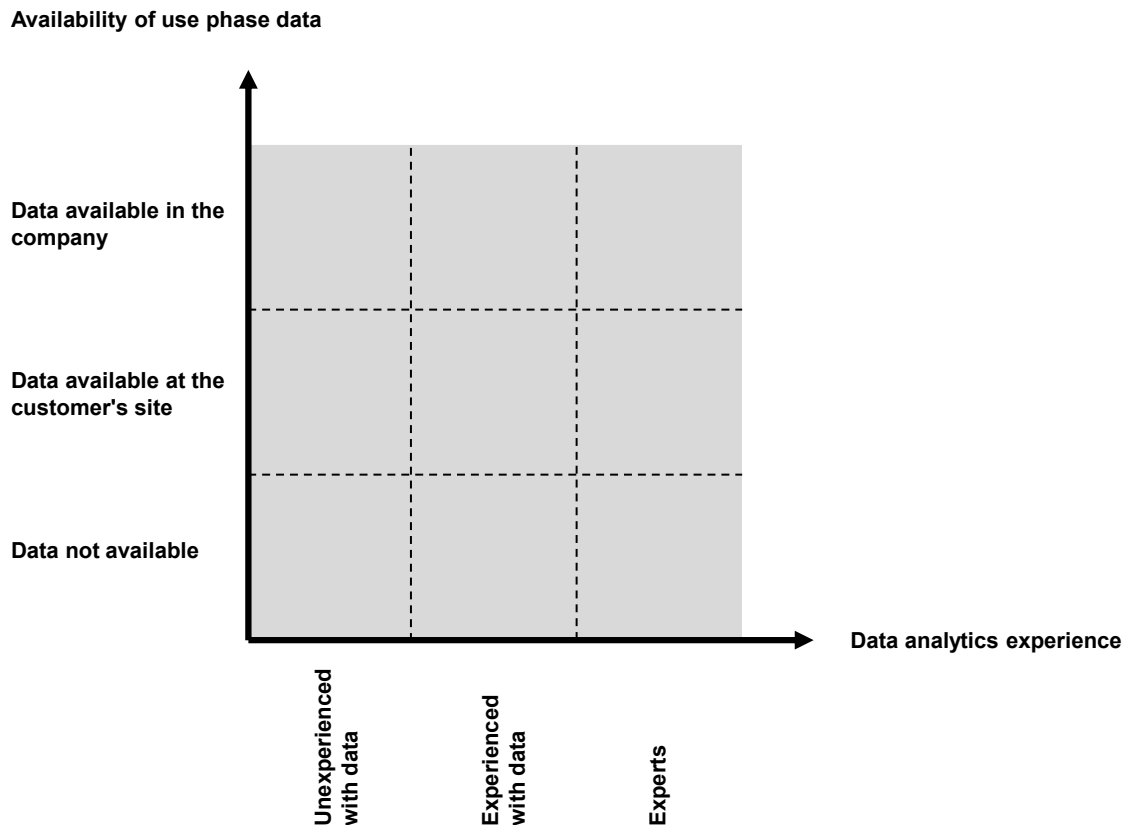 Availability of use phase data
Data available in the
company
Data available at the
customer's site
Data not available
Data analytics experience
Unexperienced
with data
Experienced
with data
Experts